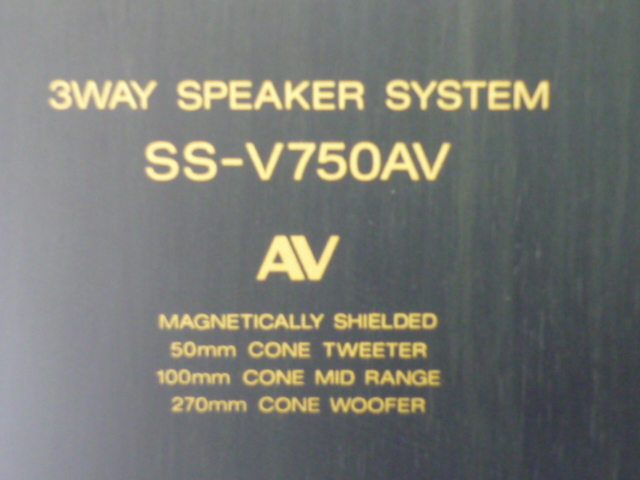 3WAY SPEAKER SYSTEM
SS-V750AV
AV
MAGNETICALLY SHIELDED
50mm CONE TWEETER
100mm CONE MID RANGE
270mm CONE WOOFER